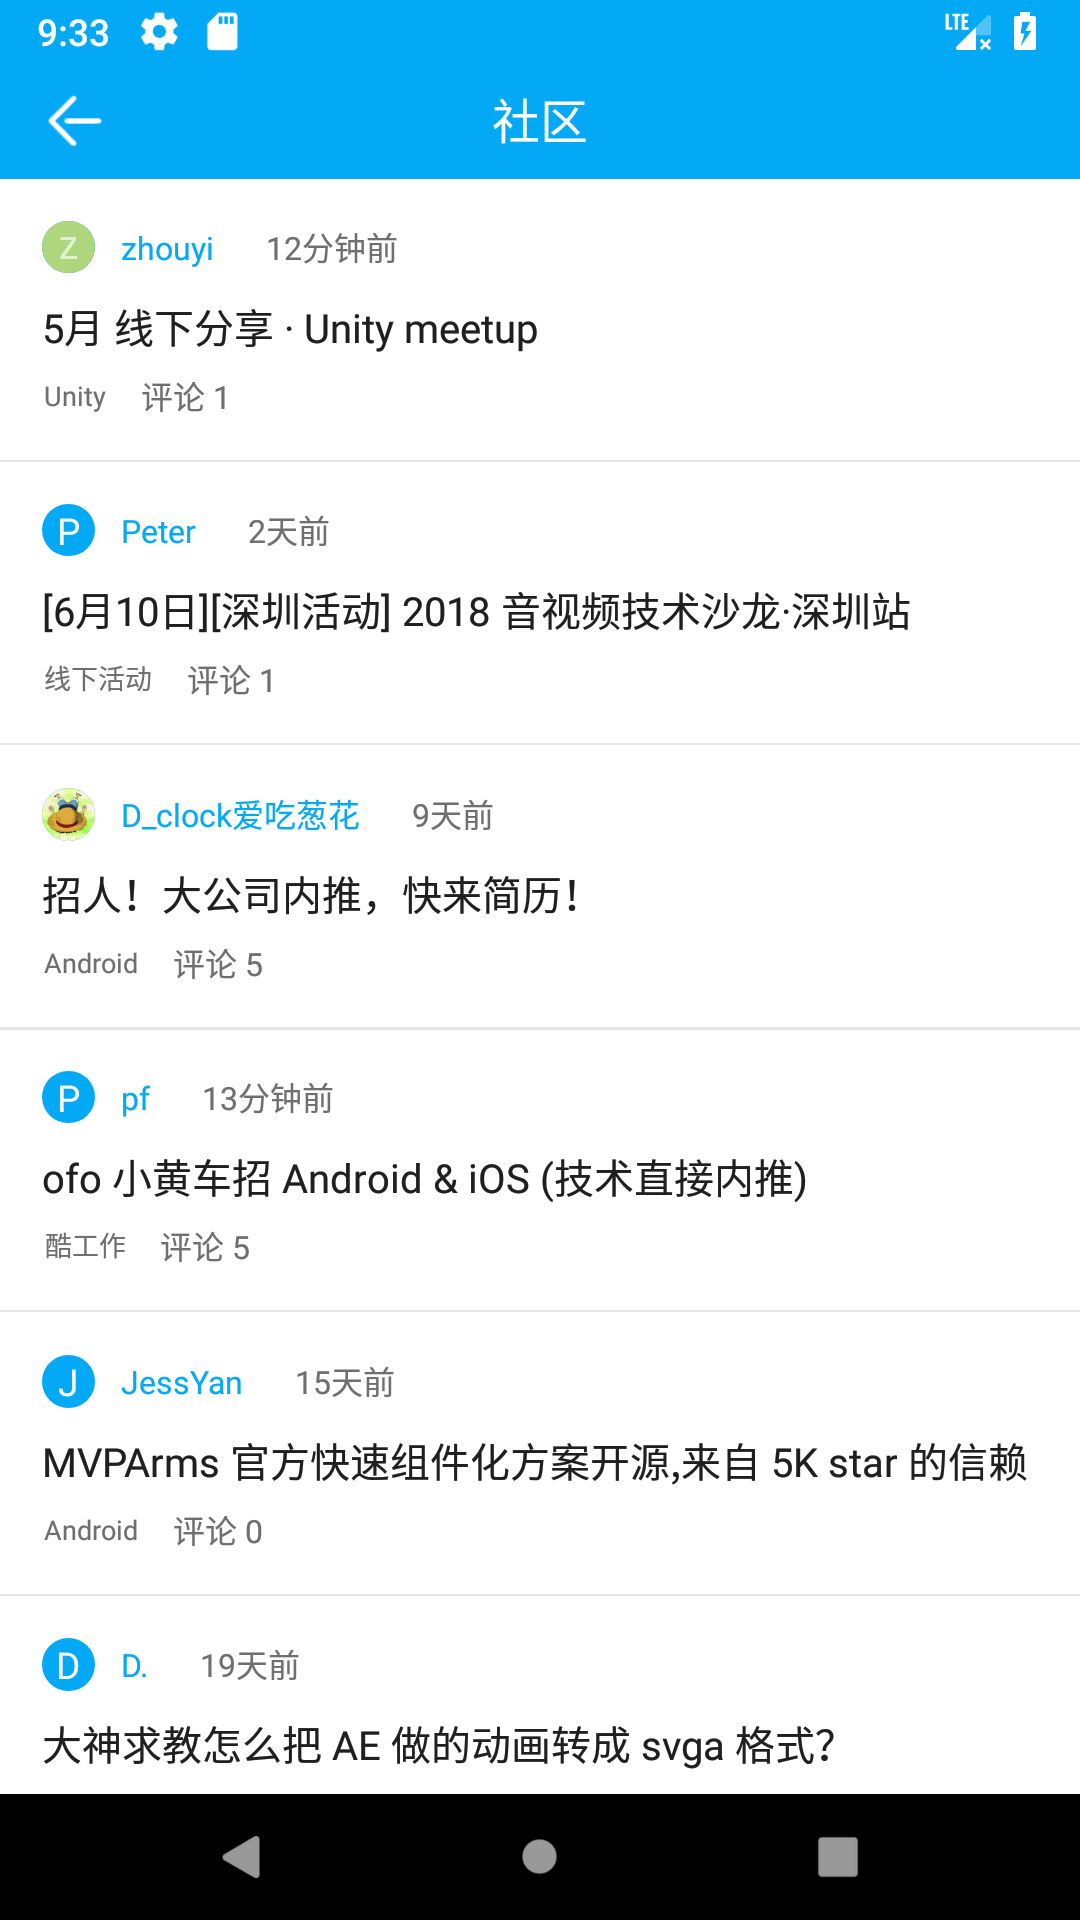 9:33
LTE
社区
Z zhouyi 12分钟前
5月 线下分享 · Unity meetup
Unity 评论 1
P Peter 2天前
[6月10日][深圳活动] 2018 音视频技术沙龙·深圳站
线下活动 评论 1
D_clock爱吃葱花 9天前
招人！大公司内推，快来简历！
Android 评论 5
P pf 13分钟前
ofo 小黄车招 Android & iOS (技术直接内推)
酷工作 评论 5
J JessYan 15天前
MVPArms 官方快速组件化方案开源,来自 5K star 的信赖
Android 评论 0
D D. 19天前
大神求教怎么把 AE 做的动画转成 svga 格式？